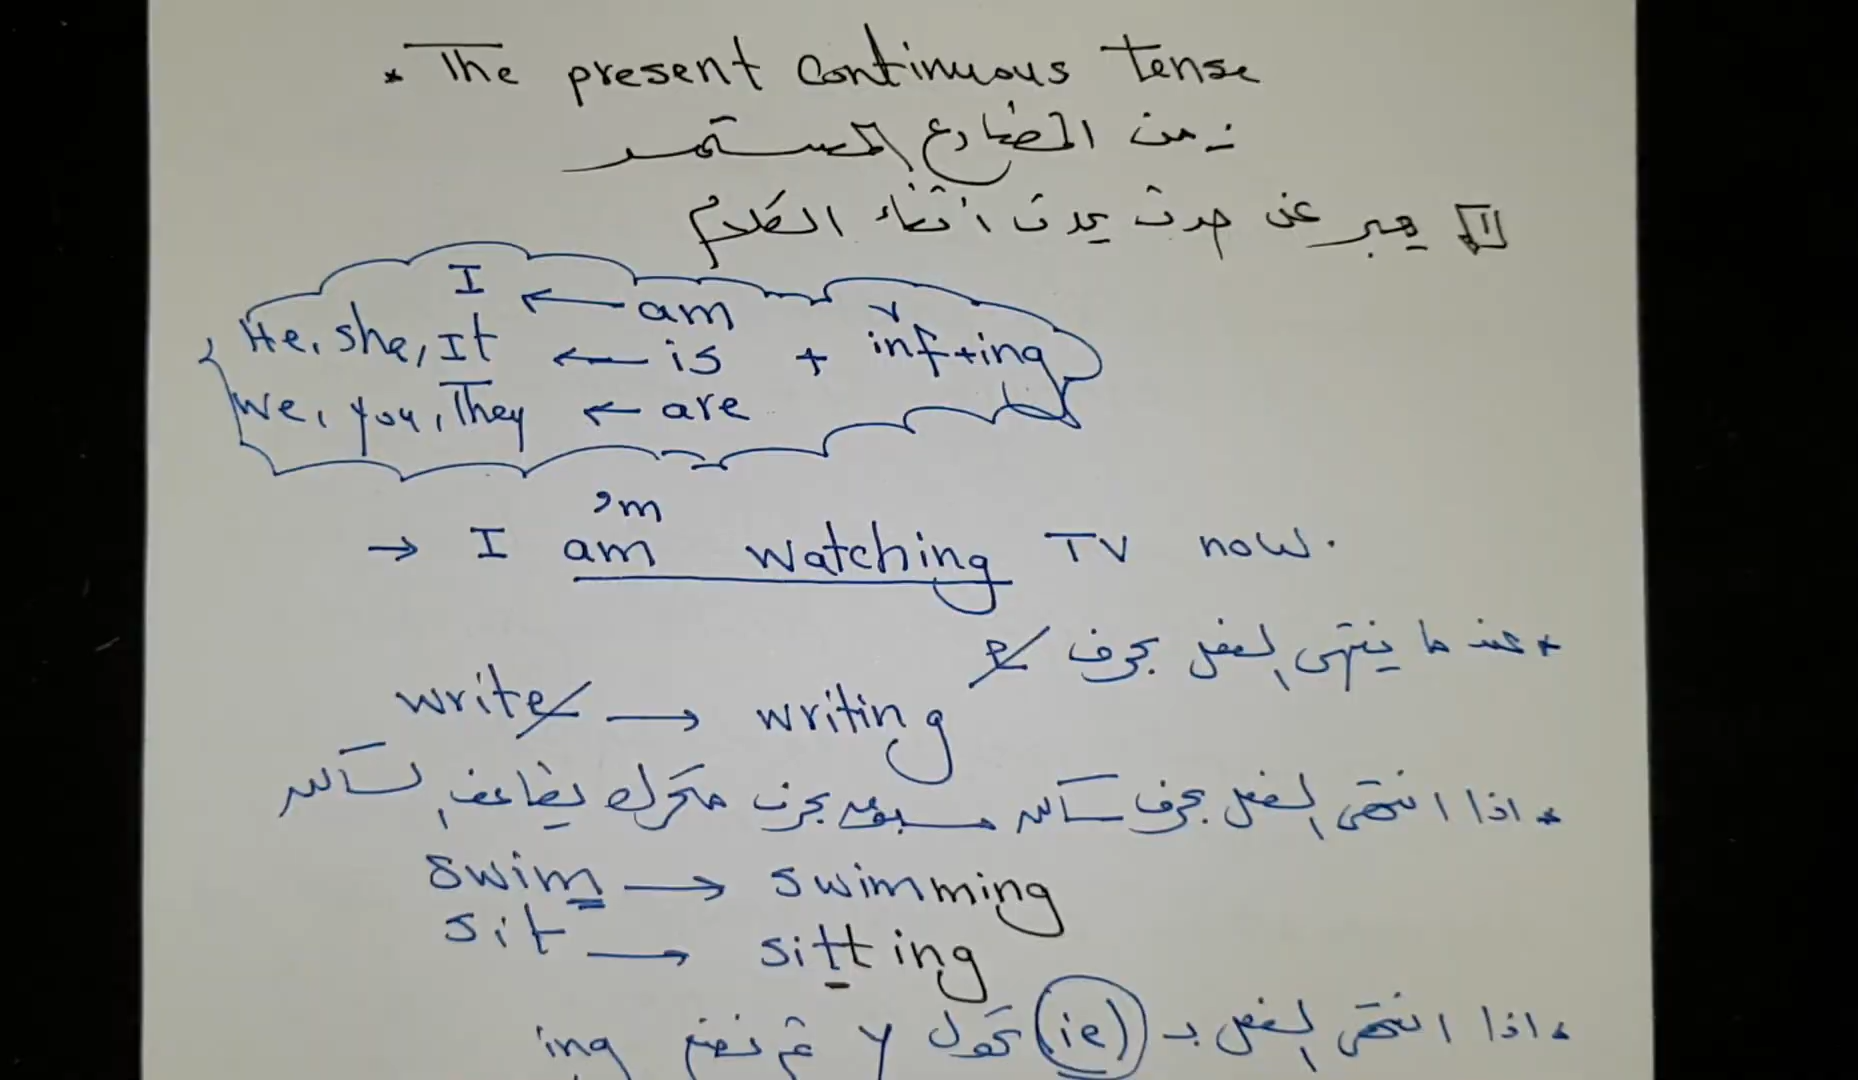 * The present continuous Tense
زمن المضارع المستمر
[1] يعبر عن حدث يحدث أثناء الكلام
I ← am
He, she, It ← is + inf+ing
we, you, They ← are
'm
→ I am watching TV now.
* عندما ينتهى الفعل بحرف e
write → writing
* اذا انتهى الفعل بحرف ساكن مسبوق بحرف متحرك يضاعف الساكن
swim → swimming
sit → sitting
* اذا انتهى الفعل بـ (ie) تحول y ثم نضع ing